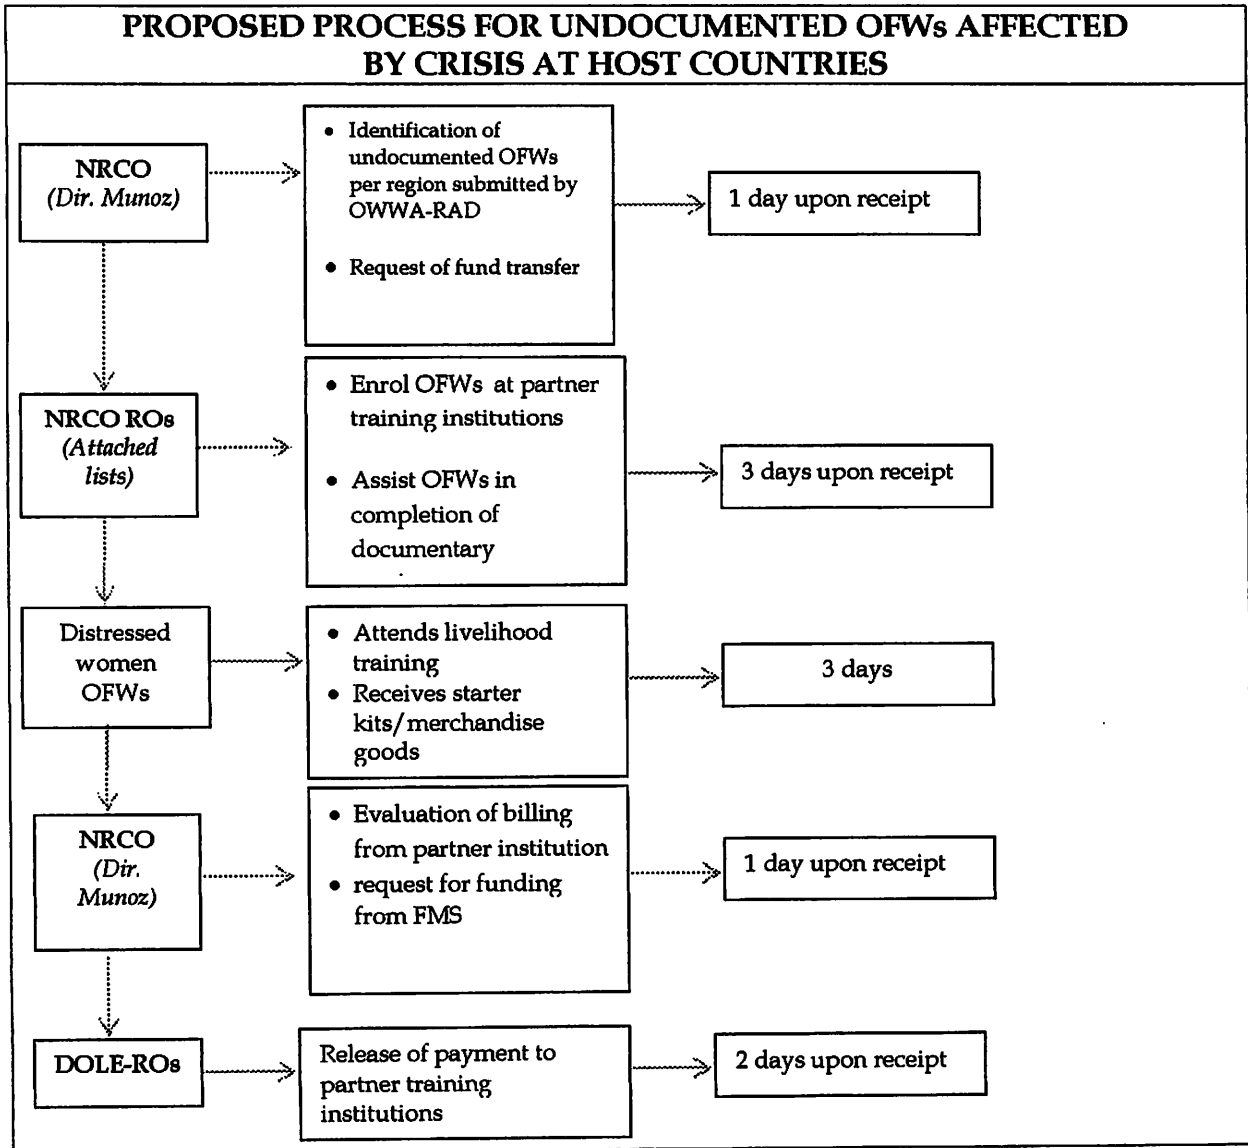 PROPOSED PROCESS FOR UNDOCUMENTED OFWs AFFECTED
BY CRISIS AT HOST COUNTRIES
NRCO
(Dir. Munoz)
• Identification of
undocumented OFWs
per region submitted by
OWWA-RAD
• Request of fund transfer
1 day upon receipt
NRCO ROs
(Attached
lists)
• Enrol OFWs at partner
training institutions
• Assist OFWs in
completion of
documentary
3 days upon receipt
Distressed
women
OFWs
• Attends livelihood
training
• Receives starter
kits/merchandise
goods
3 days
NRCO
(Dir.
Munoz)
• Evaluation of billing
from partner institution
• request for funding
from FMS
1 day upon receipt
DOLE-ROs
Release of payment to
partner training
institutions
2 days upon receipt